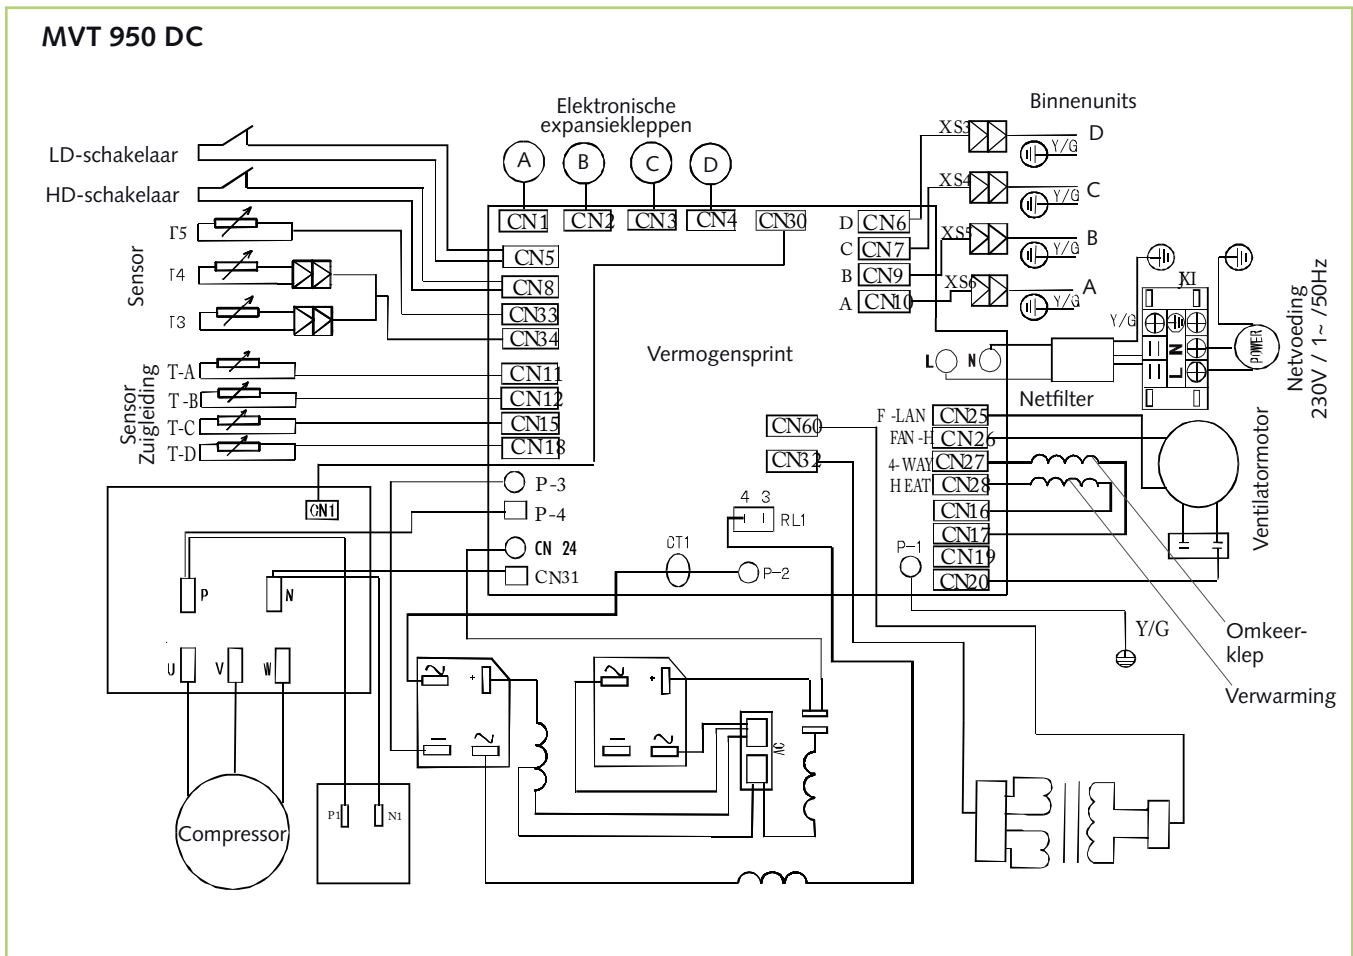 MVT 950 DC
Elektronische
expansiekleppen
Binnenunits
LD-schakelaar
HD-schakelaar
A
B
C
D
XS3
Y/G
D
XS4
Y/G
C
XS5
Y/G
B
XS6
Y/G
A
CN1
CN2
CN3
CN4
CN30
D CN6
C CN7
B CN9
A CN10
Sensor
T5
T4
T3
CN5
CN8
CN33
CN34
Sensor
Zuigleiding
T-A
T-B
T-C
T-D
CN11
CN12
CN15
CN18
Vermogensprint
L
N
Netfilter
Y/G
L N
POWER
Netvoeding
230V / 1~ /50Hz
CN60
CN32
F-LAN CN25
FAN-H CN26
4-WAY CN27
HEAT CN28
CN16
CN17
CN19
CN20
Ventilatormotor
P-3
P-4
CN 24
CN31
CN1
4 3
RL1
CT1
P-2
P-1
P
N
U
V
W
Y/G
Omkeer-
klep
Verwarming
+
+
AC
Compressor
P1
N1